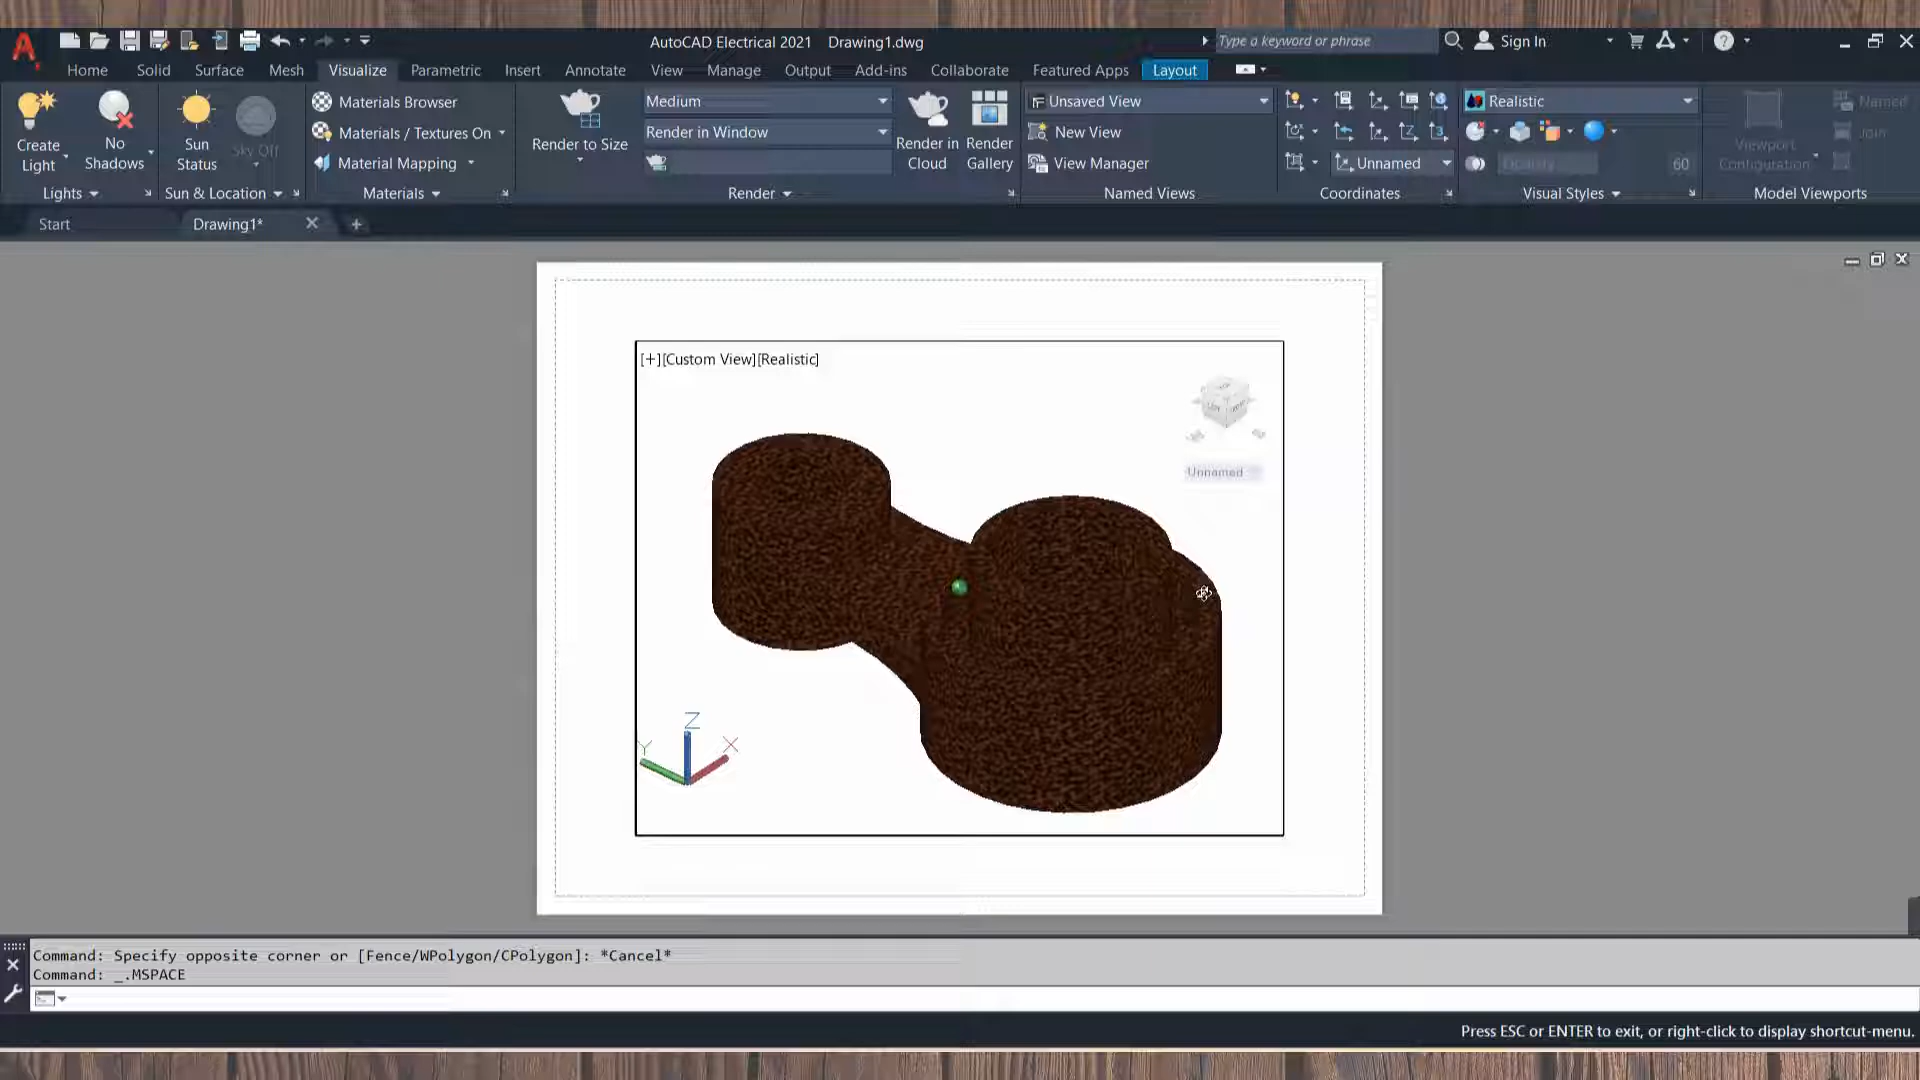 AutoCAD Electrical 2021 Drawing1.dwg
Type a keyword or phrase
Sign In
Home Solid Surface Mesh Visualize Parametric Insert Annotate View Manage Output Add-ins Collaborate Featured Apps Layout
Create Light
No Shadows
Sun Status
Sky Off
Materials Browser
Materials / Textures On
Material Mapping
Render to Size
Medium
Render in Window
Render in Cloud
Render Gallery
Unsaved View
New View
View Manager
Unnamed
Realistic
Opacity 60
Viewport Configuration
Named
Join
Lights
Sun & Location
Materials
Render
Named Views
Coordinates
Visual Styles
Model Viewports
Start
Drawing1*
[+][Custom View][Realistic]
Unnamed
Z
Y
X
Command: Specify opposite corner or [Fence/WPolygon/CPolygon]: *Cancel*
Command: _.MSPACE
Press ESC or ENTER to exit, or right-click to display shortcut-menu.